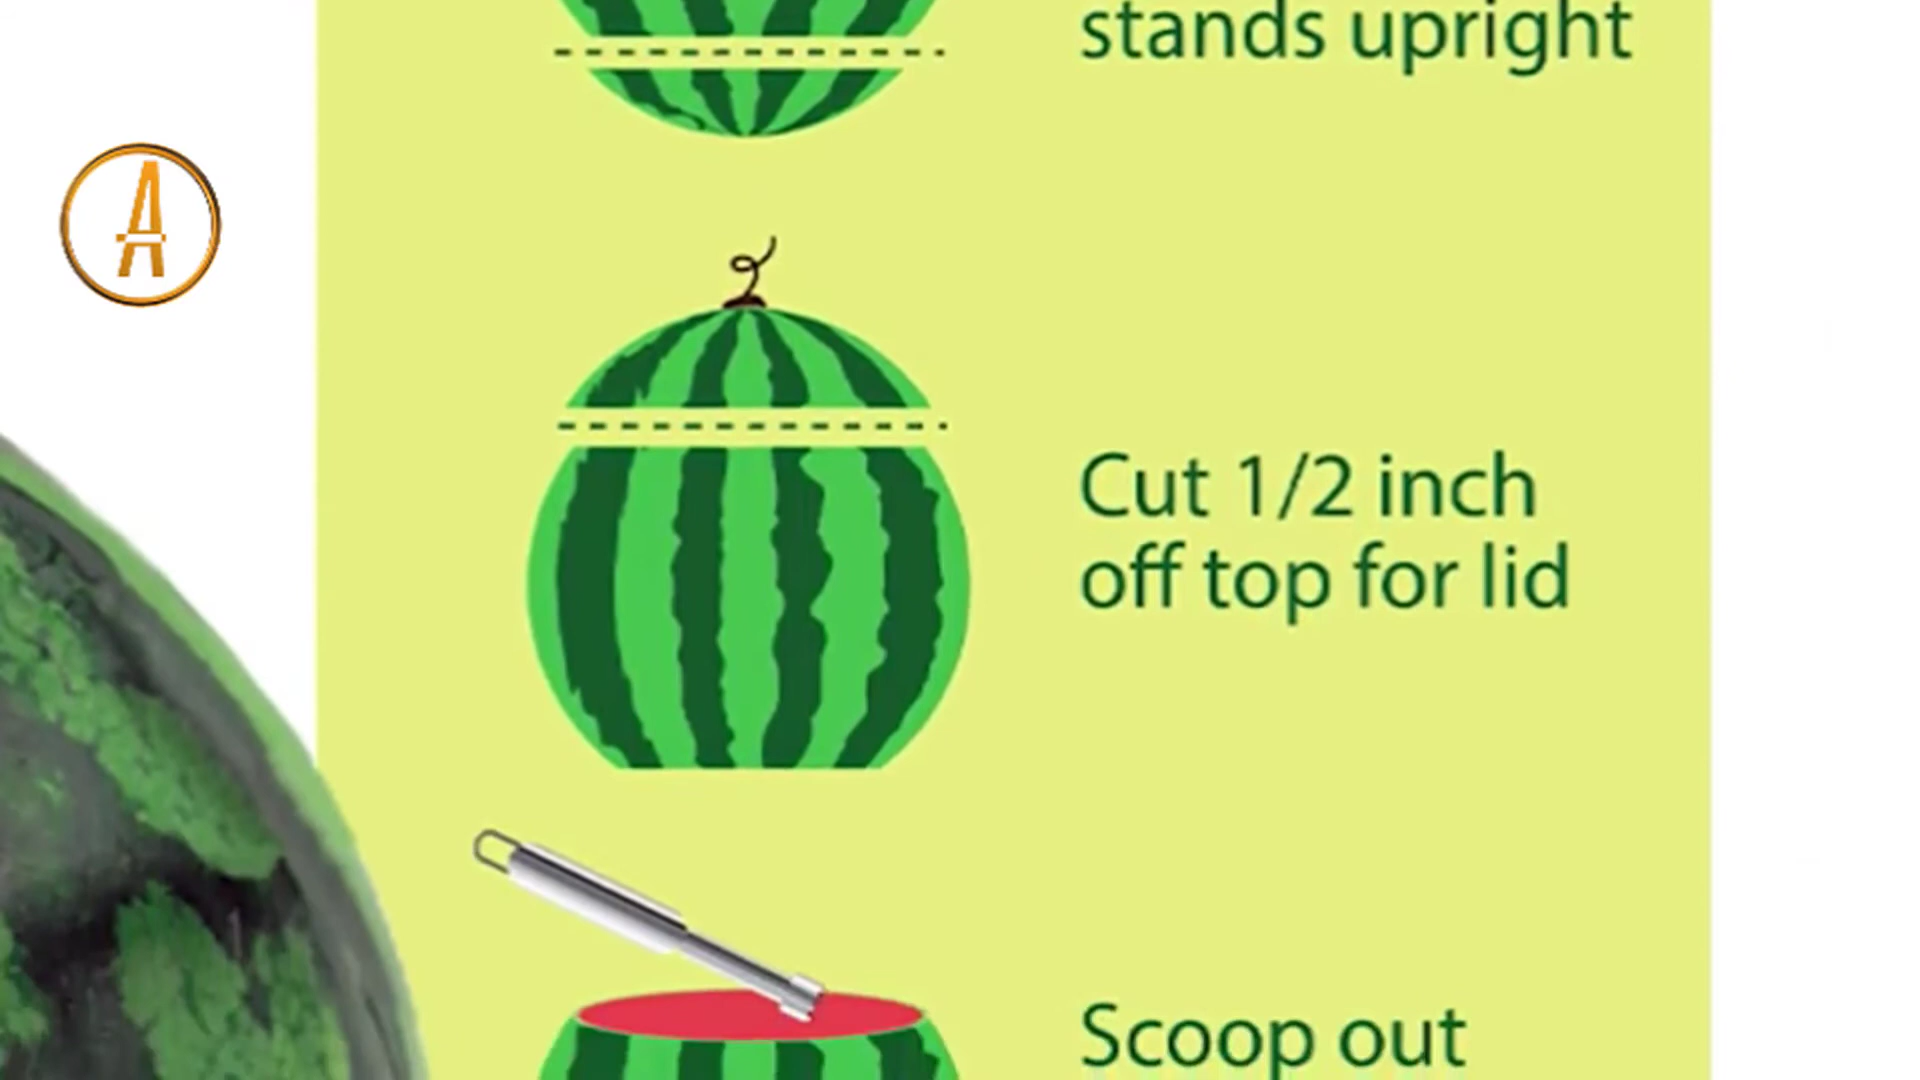 stands upright
A
Cut 1/2 inch
off top for lid
Scoop out